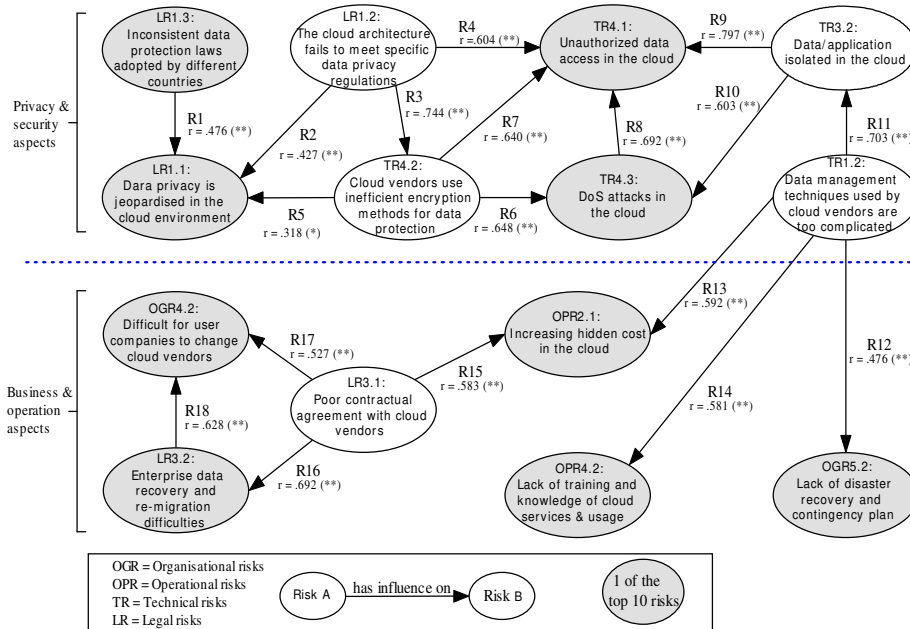 LR1.3:
Inconsistent data
protection laws
adopted by different
countries
LR1.2:
The cloud architecture
fails to meet specific
data privacy
regulations
R4
r =.604 (**)
TR4.1:
Unauthorized data
access in the cloud
R9
r =.797 (**)
TR3.2:
Data/application
isolated in the cloud
Privacy &
security
aspects
R1
r = .476 (**)
R2
r = .427 (**)
R3
r = .744 (**)
R7
r = .640 (**)
R8
r = .692 (**)
R10
r = .603 (**)
R11
r = .703 (**)
LR1.1:
Dara privacy is
jeopardised in the
cloud environment
R5
r = .318 (*)
TR4.2:
Cloud vendors use
inefficient encryption
methods for data
protection
R6
r = .648 (**)
TR4.3:
DoS attacks in
the cloud
TR1.2:
Data management
techniques used by
cloud vendors are
too complicated
Business &
operation
aspects
OGR4.2:
Difficult for user
companies to change
cloud vendors
R17
r = .527 (**)
R15
r = .583 (**)
OPR2.1:
Increasing hidden cost
in the cloud
R13
r = .592 (**)
R12
r = .476 (**)
LR3.1:
Poor contractual
agreement with cloud
vendors
R14
r = .581 (**)
R18
r = .628 (**)
R16
r = .692 (**)
LR3.2:
Enterprise data
recovery and
re-migration
difficulties
OPR4.2:
Lack of training and
knowledge of cloud
services & usage
OGR5.2:
Lack of disaster
recovery and
contingency plan
OGR = Organisational risks
OPR = Operational risks
TR = Technical risks
LR = Legal risks
Risk A
has influence on
Risk B
1 of the
top 10 risks